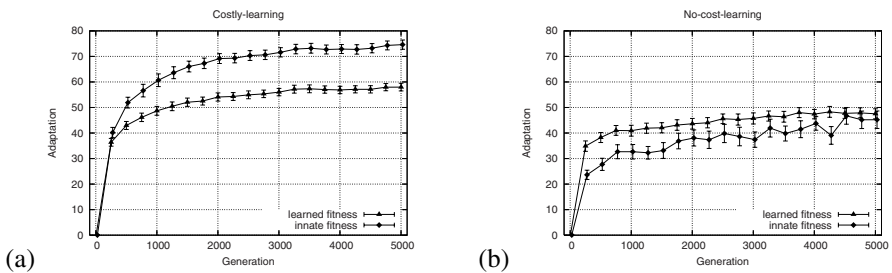 Costly-learning
80
70
60
50
40
30
20
10
0
Adaptation
0 1000 2000 3000 4000 5000
Generation
learned fitness
innate fitness
(a)
No-cost-learning
80
70
60
50
40
30
20
10
0
Adaptation
0 1000 2000 3000 4000 5000
Generation
learned fitness
innate fitness
(b)